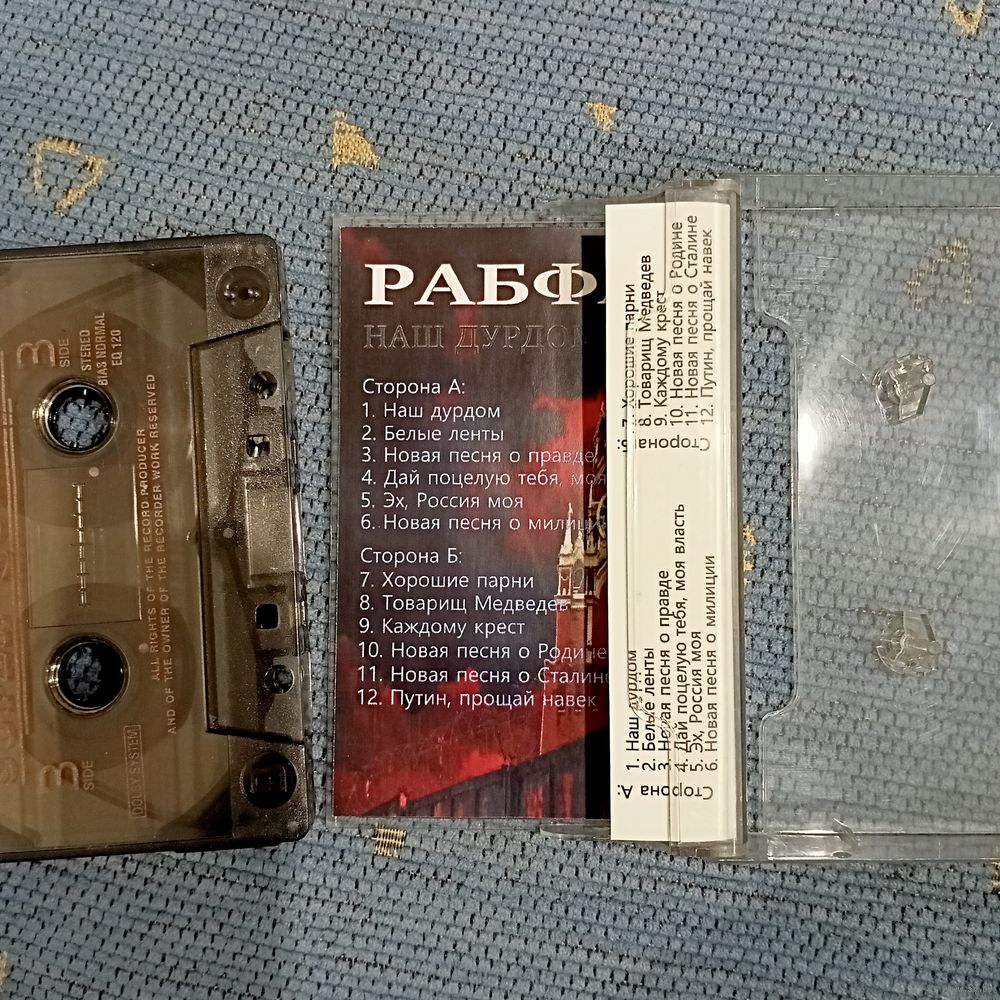 3
SIDE
STEREO
BIAS NORMAL
EQ 120
ALL RIGHTS OF THE RECORD PRODUCER
AND OF THE OWNER OF THE RECORDER WORK RESERVED
DOLBY SYSTEM
3
SIDE
РАБФА
НАШ ДУРДОМ
Сторона А:
1. Наш дурдом
2. Белые ленты
3. Новая песня о правде
4. Дай поцелую тебя, моя
5. Эх, Россия моя
6. Новая песня о милиции
Сторона Б:
7. Хорошие парни
8. Товарищ Медведев
9. Каждому крест
10. Новая песня о Родине
11. Новая песня о Сталине
12. Путин, прощай навек
Сторона А:
1. Наш дурдом
2. Белые ленты
3. Новая песня о правде
4. Дай поцелую тебя, моя власть
5. Эх, Россия моя
6. Новая песня о милиции
Сторона Б:
7. Хорошие парни
8. Товарищ Медведев
9. Каждому крест
10. Новая песня о Родине
11. Новая песня о Сталине
12. Путин, прощай навек